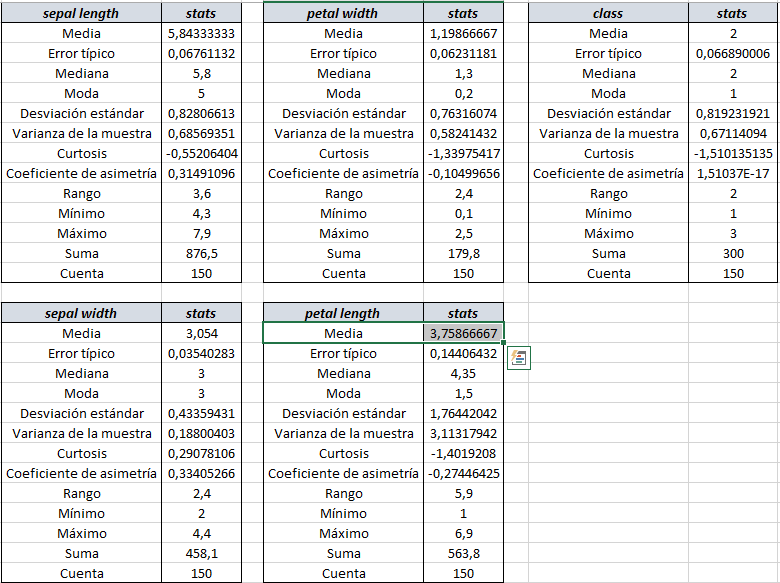 sepal length stats
Media 5,84333333
Error típico 0,06761132
Mediana 5,8
Moda 5
Desviación estándar 0,82806613
Varianza de la muestra 0,68569351
Curtosis -0,55206404
Coeficiente de asimetría 0,31491096
Rango 3,6
Mínimo 4,3
Máximo 7,9
Suma 876,5
Cuenta 150
petal width stats
Media 1,19866667
Error típico 0,06231181
Mediana 1,3
Moda 0,2
Desviación estándar 0,76316074
Varianza de la muestra 0,58241432
Curtosis -1,33975417
Coeficiente de asimetría -0,10499656
Rango 2,4
Mínimo 0,1
Máximo 2,5
Suma 179,8
Cuenta 150
class stats
Media 2
Error típico 0,066890006
Mediana 2
Moda 1
Desviación estándar 0,819231921
Varianza de la muestra 0,67114094
Curtosis -1,510135135
Coeficiente de asimetría 1,51037E-17
Rango 2
Mínimo 1
Máximo 3
Suma 300
Cuenta 150
sepal width stats
Media 3,054
Error típico 0,03540283
Mediana 3
Moda 3
Desviación estándar 0,43359431
Varianza de la muestra 0,18800403
Curtosis 0,29078106
Coeficiente de asimetría 0,33405266
Rango 2,4
Mínimo 2
Máximo 4,4
Suma 458,1
Cuenta 150
petal length stats
Media 3,75866667
Error típico 0,14406432
Mediana 4,35
Moda 1,5
Desviación estándar 1,76442042
Varianza de la muestra 3,11317942
Curtosis -1,4019208
Coeficiente de asimetría -0,27446425
Rango 5,9
Mínimo 1
Máximo 6,9
Suma 563,8
Cuenta 150